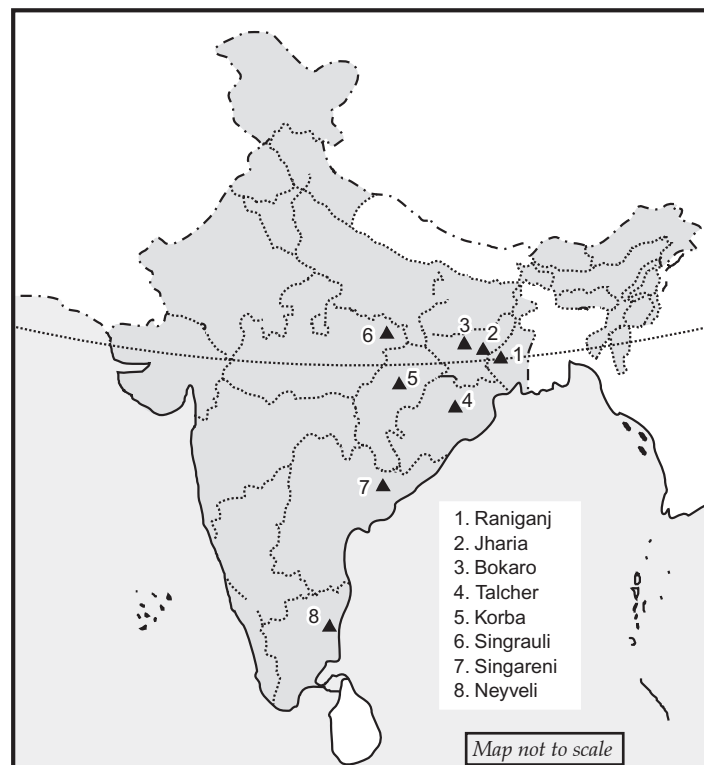 6
3
2
1
5
4
7
8
1. Raniganj
2. Jharia
3. Bokaro
4. Talcher
5. Korba
6. Singrauli
7. Singareni
8. Neyveli
Map not to scale